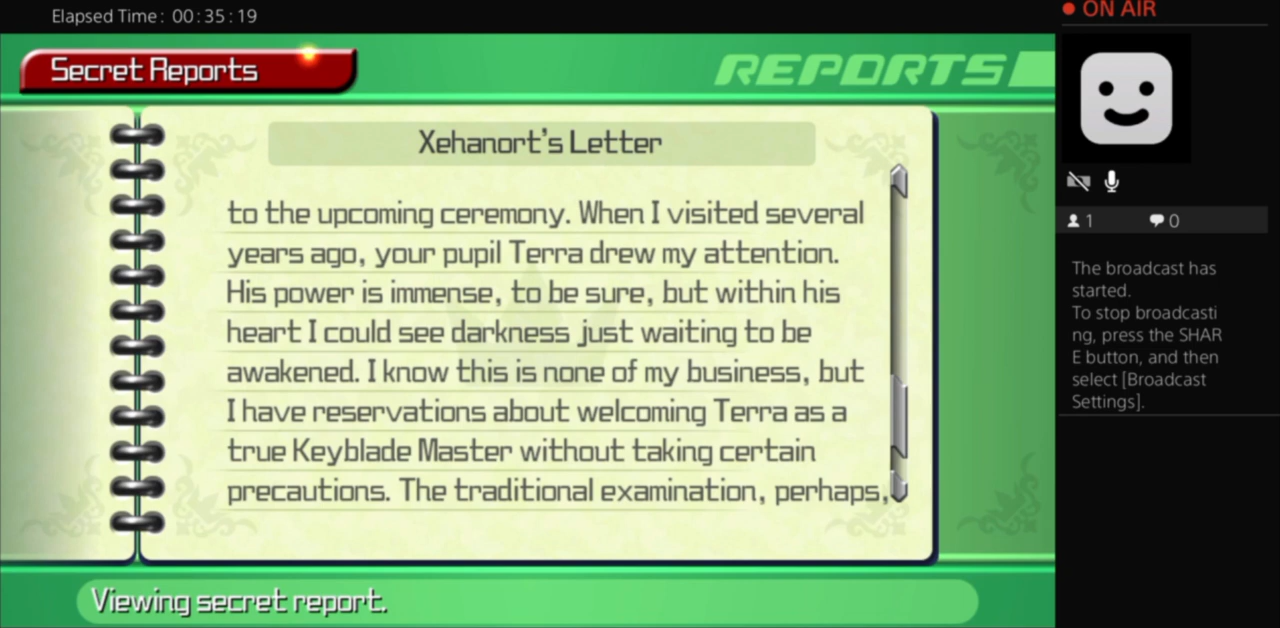 Elapsed Time: 00:35:19
ON AIR
Secret Reports
REPORTS
Xehanort's Letter
to the upcoming ceremony. When I visited several
years ago, your pupil Terra drew my attention.
His power is immense, to be sure, but within his
heart I could see darkness just waiting to be
awakened. I know this is none of my business, but
I have reservations about welcoming Terra as a
true Keyblade Master without taking certain
precautions. The traditional examination, perhaps,
Viewing secret report.
1
0
The broadcast has
started.
To stop broadcasti
ng, press the SHAR
E button, and then
select [Broadcast
Settings].